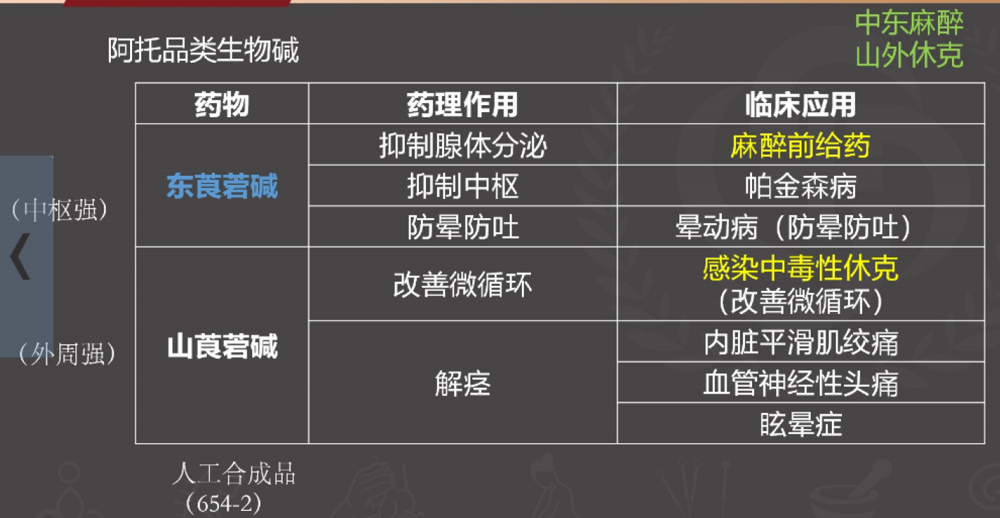 中东麻醉
山外休克
阿托品类生物碱
药物 药理作用 临床应用
抑制腺体分泌 麻醉前给药
东莨菪碱 抑制中枢 帕金森病
(中枢强)
防晕防吐 晕动病（防晕防吐）
改善微循环 感染中毒性休克
（改善微循环）
山莨菪碱 内脏平滑肌绞痛
(外周强)
解痉 血管神经性头痛
眩晕症
人工合成品
(654-2)